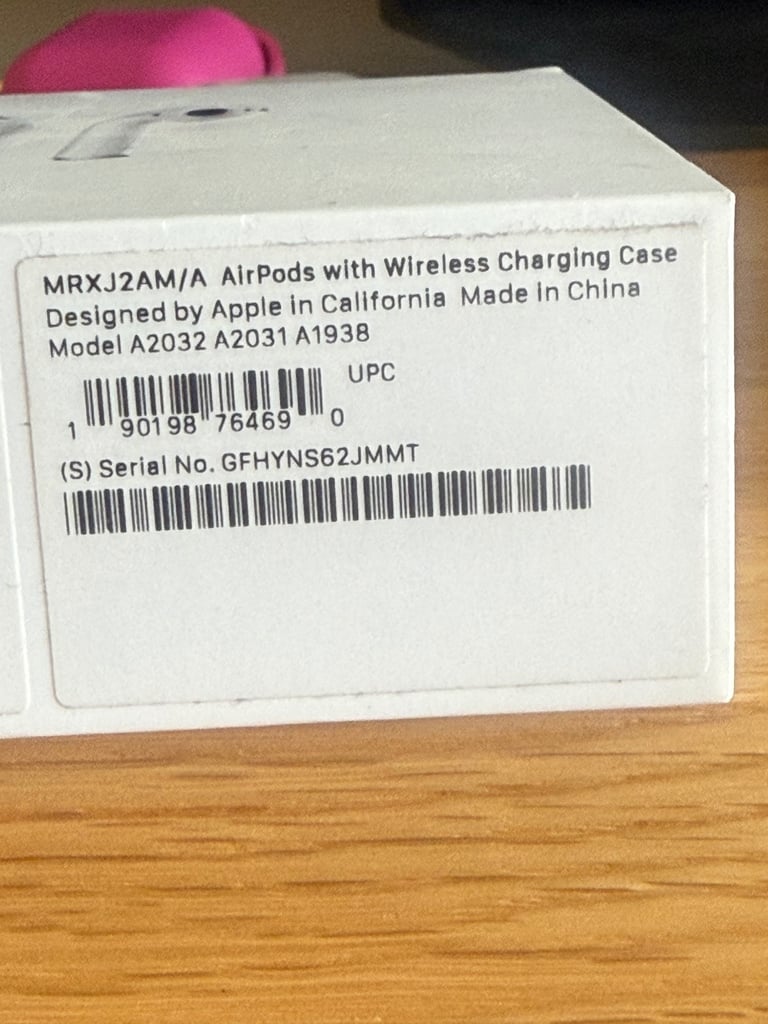 MRXJ2AM/A AirPods with Wireless Charging Case
Designed by Apple in California Made in China
Model A2032 A2031 A1938
UPC
1 90198 76469 0
(S) Serial No. GFHYNS62JMMT